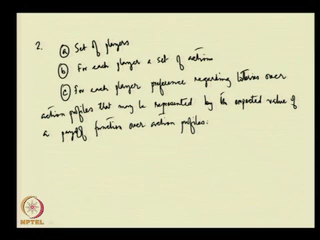 2.
(a) Set of players
(b) For each player a set of actions
(c) For each player preference regarding lotteries over
action profiles that may be represented by the expected value of
a payoff function over action profiles.
NPTEL